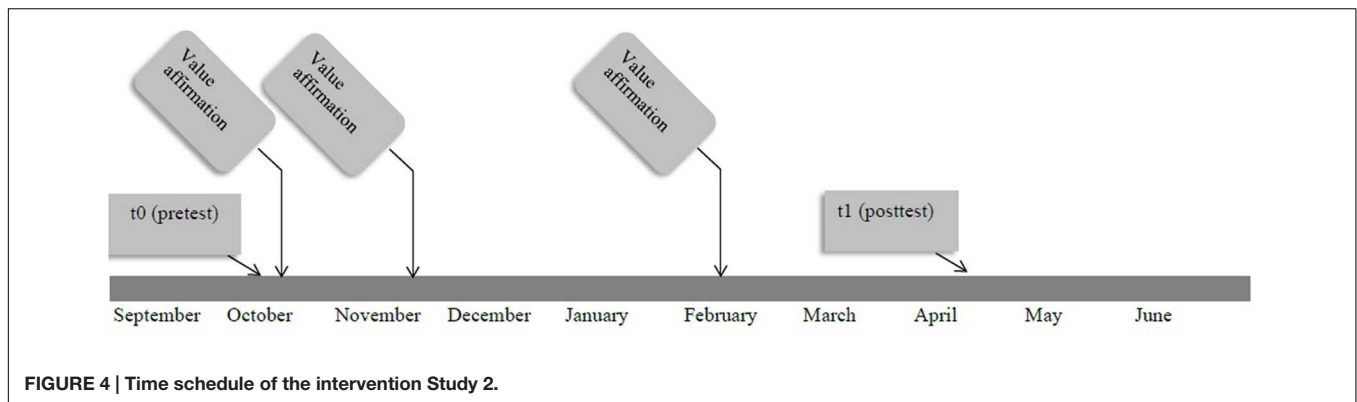 Value
affirmation
Value
affirmation
Value
affirmation
t0 (pretest)
t1 (posttest)
September October November December January February March April May June
FIGURE 4 | Time schedule of the intervention Study 2.